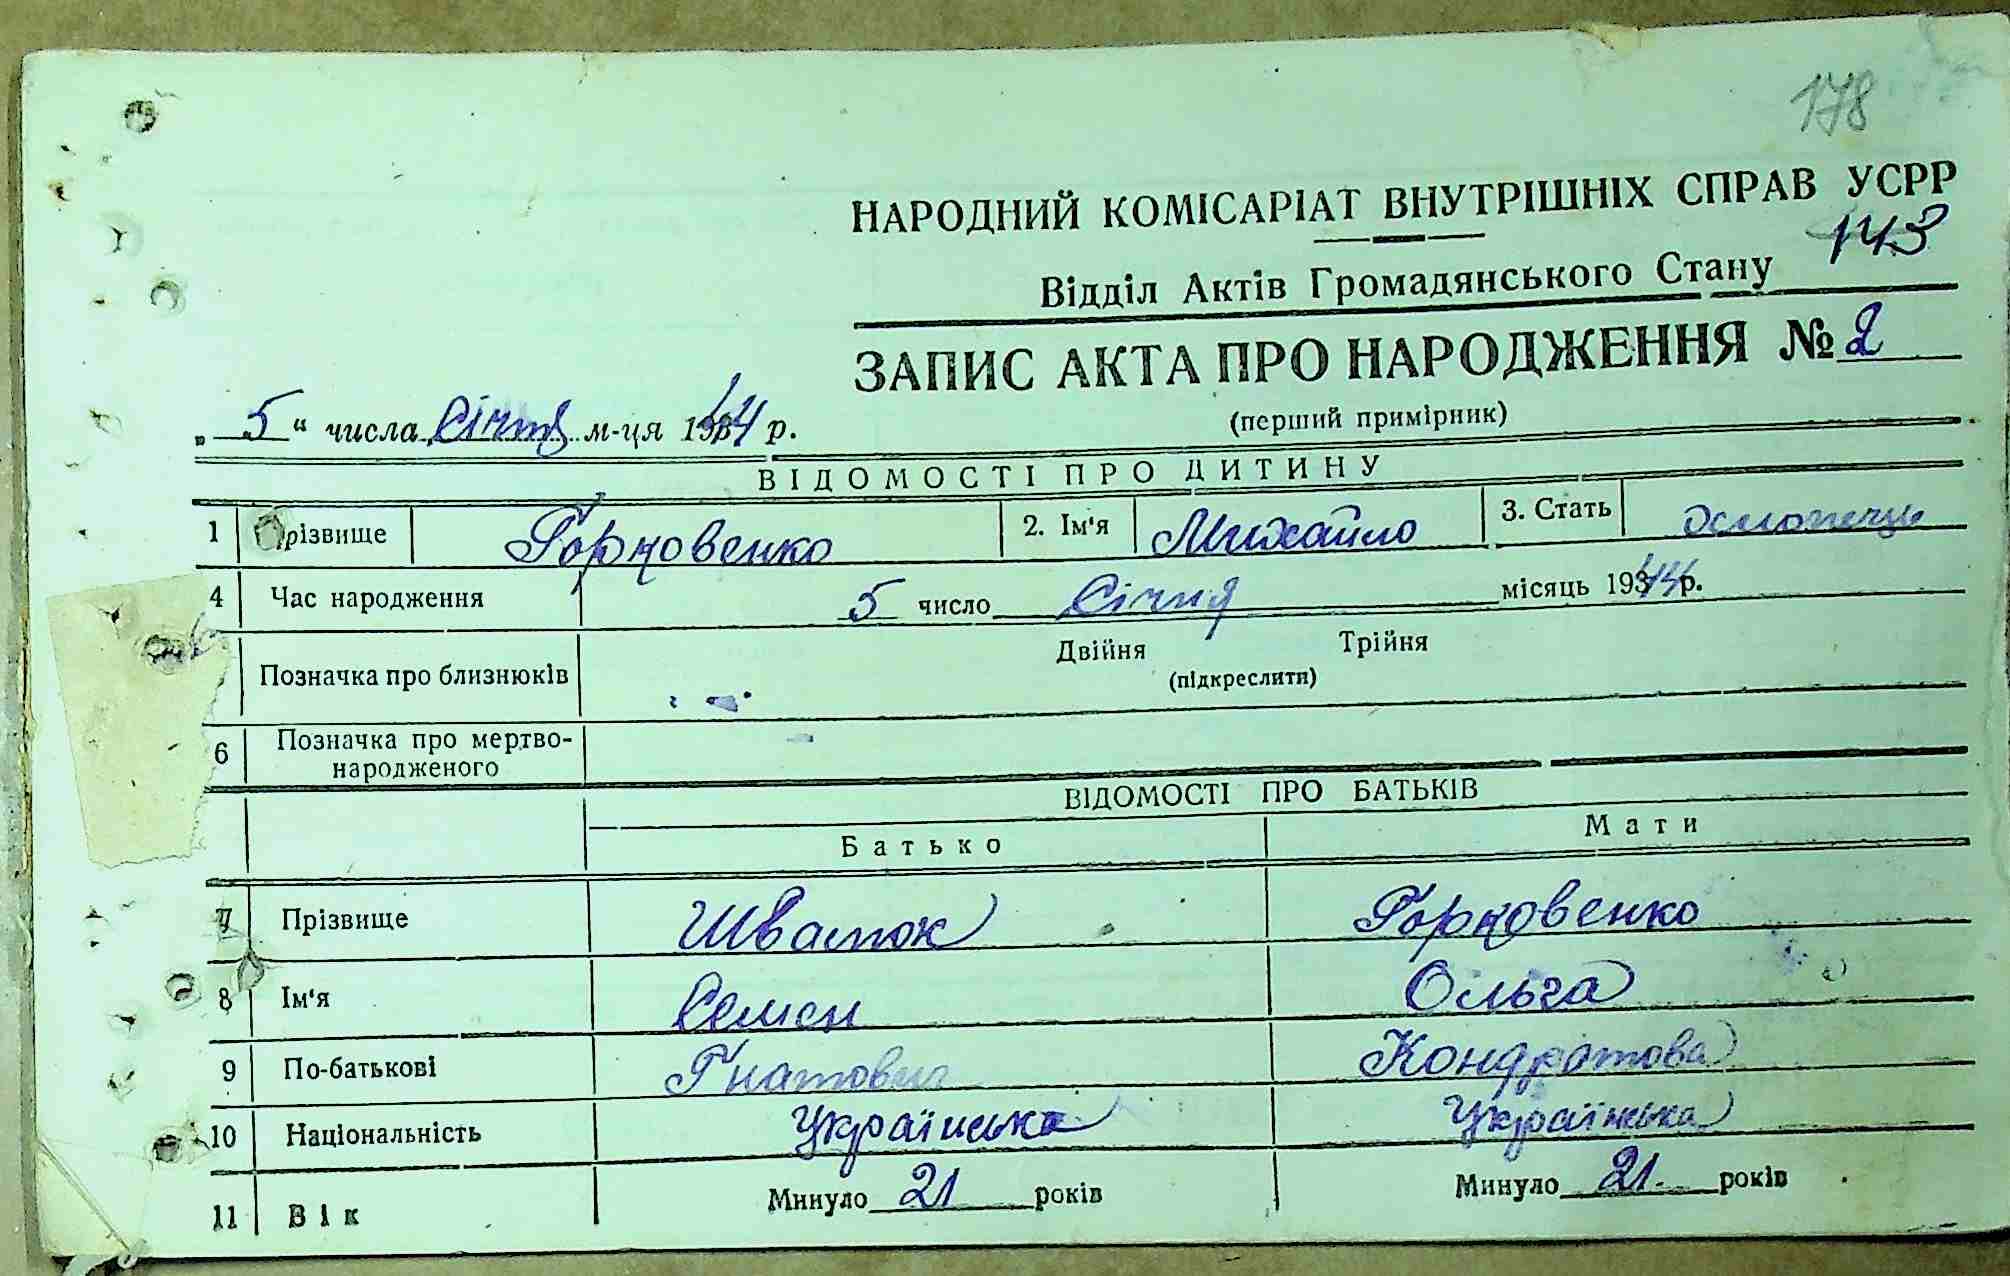 178
НАРОДНИЙ КОМІСАРІАТ ВНУТРІШНІХ СПРАВ УСРР
143
Відділ Актів Громадянського Стану
ЗАПИС АКТА ПРО НАРОДЖЕННЯ № 2
(перший примірник)
„ 5 “ числа Січня м-ця 1944 р.
ВІДОМОСТІ ПРО ДИТИНУ
1 Прізвище Горковенко 2. Ім'я Михайло 3. Стать хлопець
4 Час народження 5 число Січня місяць 1944 р.
Позначка про близнюків Двійня Трійня
(підкреслити)
6 Позначка про мертво-
народженого
ВІДОМОСТІ ПРО БАТЬКІВ
Батько Мати
7 Прізвище Шваток Горковенко
8 Ім'я Семен Ольга
9 По-батькові Гнатович Кондратова
10 Національність Українська Українська
11 Вік Минуло 21 років Минуло 21 років